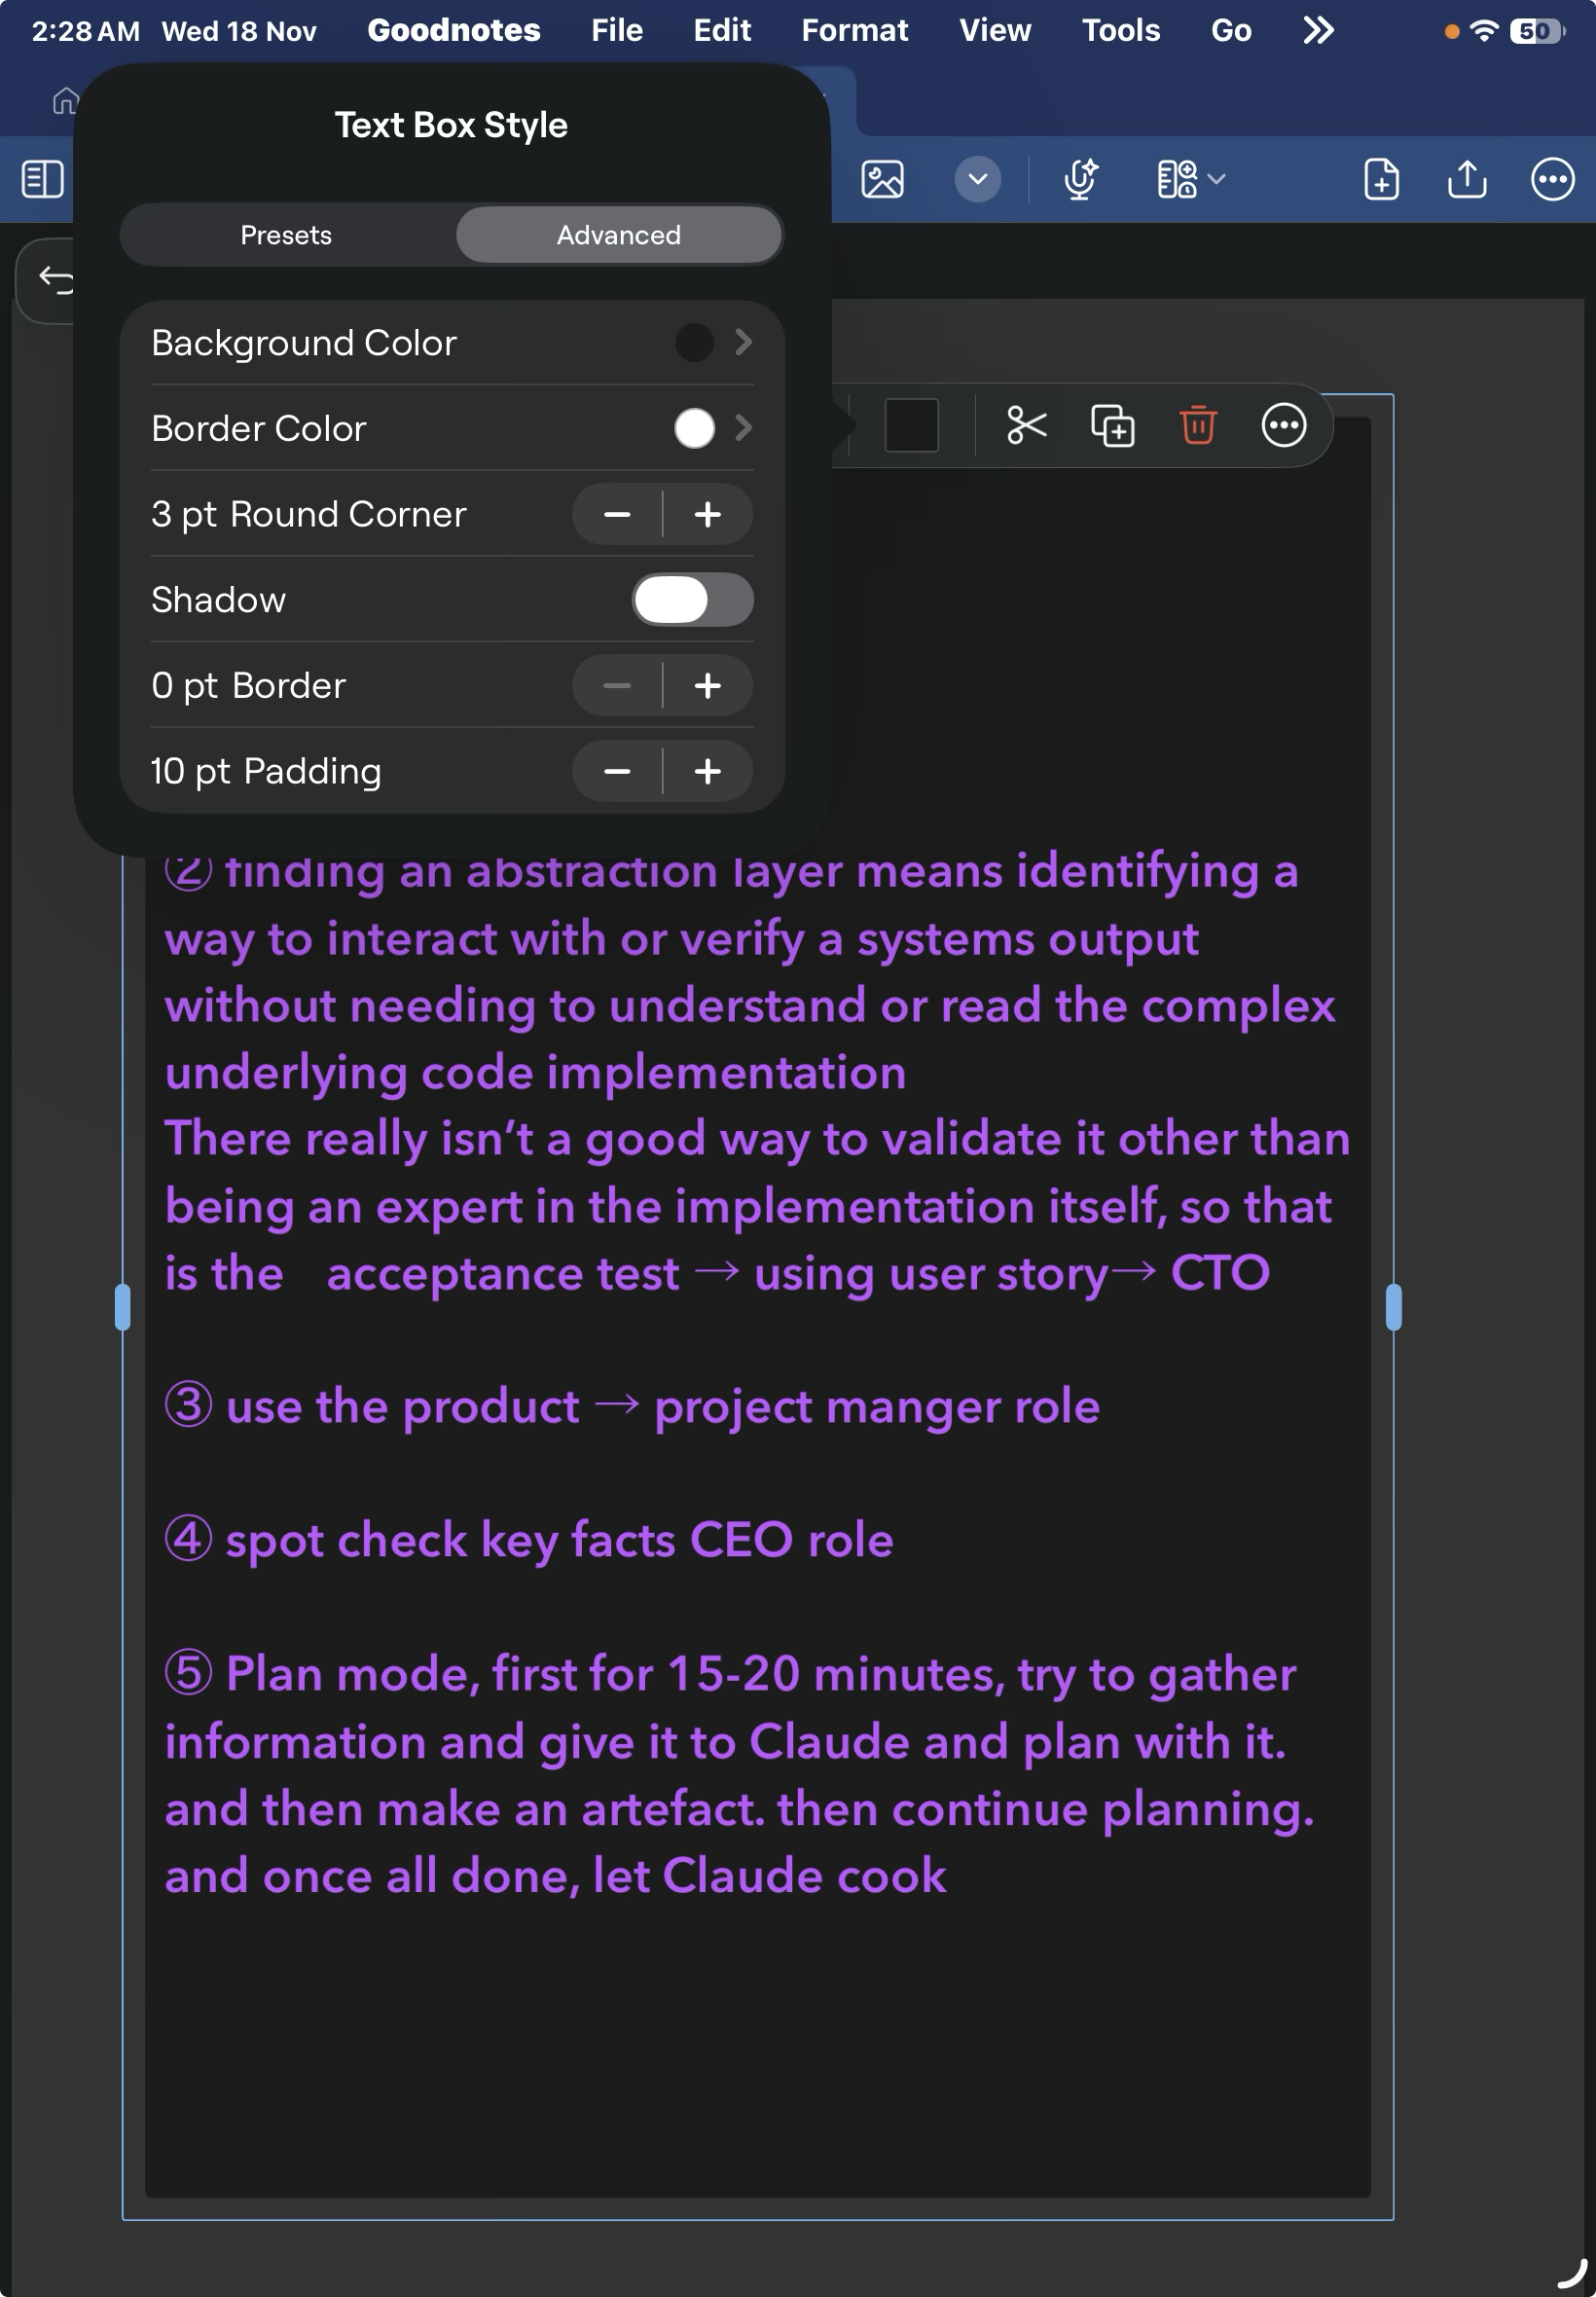 2:28 AM Wed 18 Nov Goodnotes File Edit Format View Tools Go 50
Text Box Style
Presets Advanced
Background Color
Border Color
3 pt Round Corner
Shadow
0 pt Border
10 pt Padding
② finding an abstraction layer means identifying a
way to interact with or verify a systems output
without needing to understand or read the complex
underlying code implementation
There really isn’t a good way to validate it other than
being an expert in the implementation itself, so that
is the acceptance test → using user story→ CTO
③ use the product → project manger role
④ spot check key facts CEO role
⑤ Plan mode, first for 15-20 minutes, try to gather
information and give it to Claude and plan with it.
and then make an artefact. then continue planning.
and once all done, let Claude cook